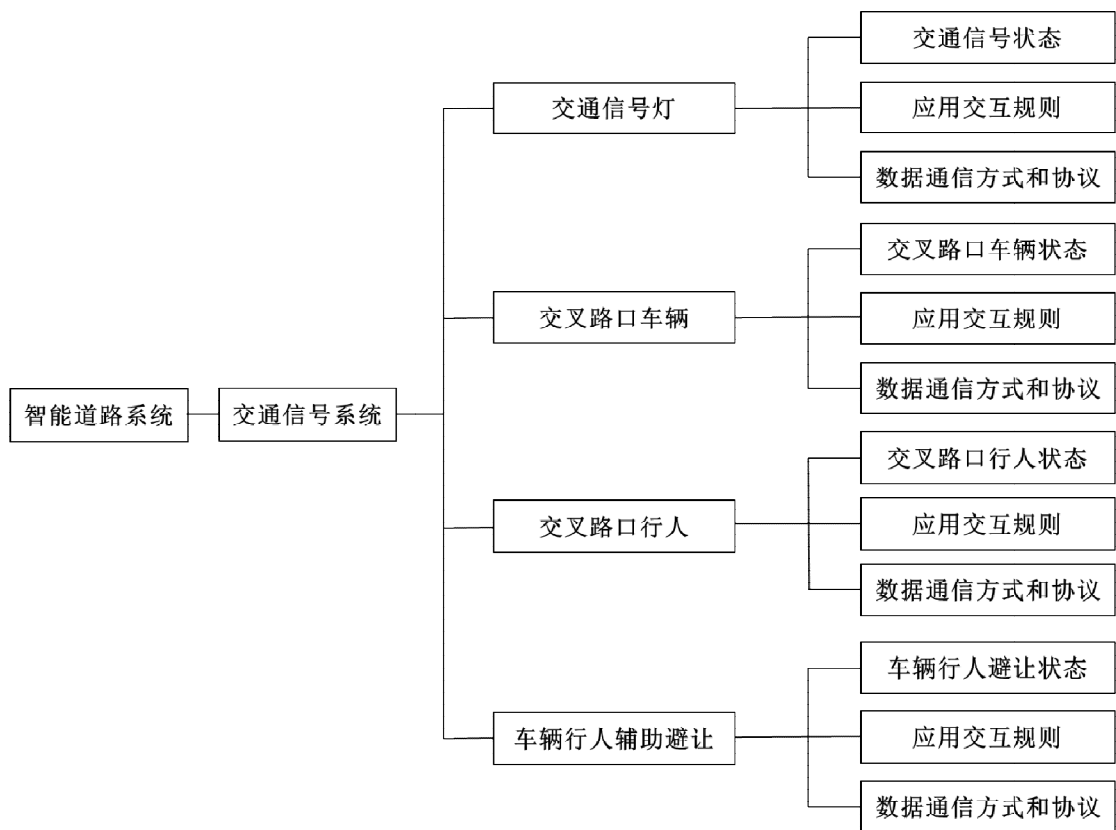 智能道路系统
交通信号系统
交通信号灯
交通信号状态
应用交互规则
数据通信方式和协议
交叉路口车辆
交叉路口车辆状态
应用交互规则
数据通信方式和协议
交叉路口行人
交叉路口行人状态
应用交互规则
数据通信方式和协议
车辆行人辅助避让
车辆行人避让状态
应用交互规则
数据通信方式和协议